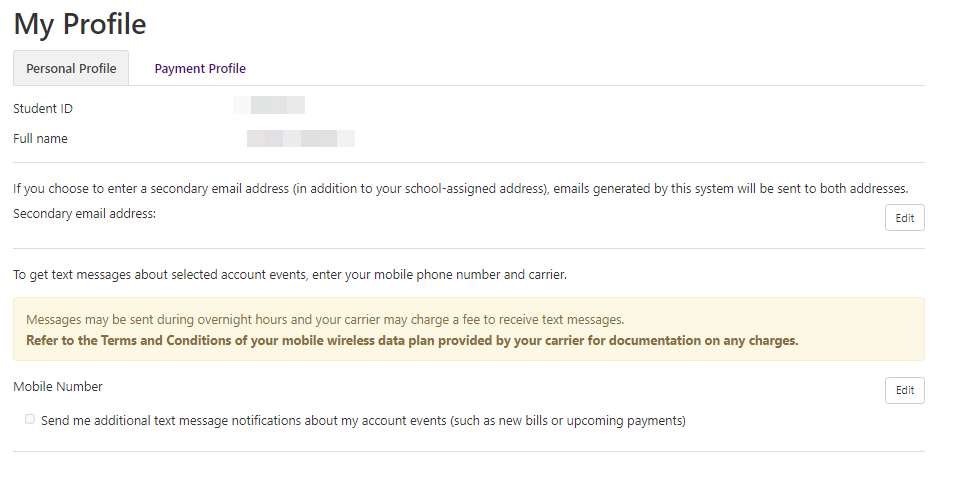 My Profile
Personal Profile
Payment Profile
Student ID
Full name
If you choose to enter a secondary email address (in addition to your school-assigned address), emails generated by this system will be sent to both addresses.
Secondary email address:
Edit
To get text messages about selected account events, enter your mobile phone number and carrier.
Messages may be sent during overnight hours and your carrier may charge a fee to receive text messages.
Refer to the Terms and Conditions of your mobile wireless data plan provided by your carrier for documentation on any charges.
Mobile Number
Edit
Send me additional text message notifications about my account events (such as new bills or upcoming payments)